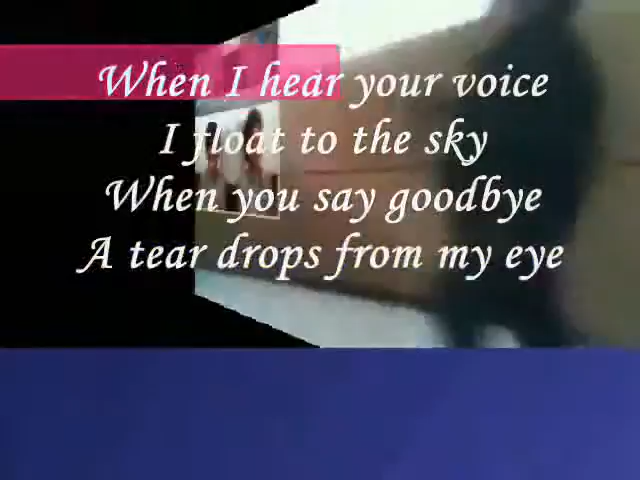 When I hear your voice
I float to the sky
When you say goodbye
A tear drops from my eye